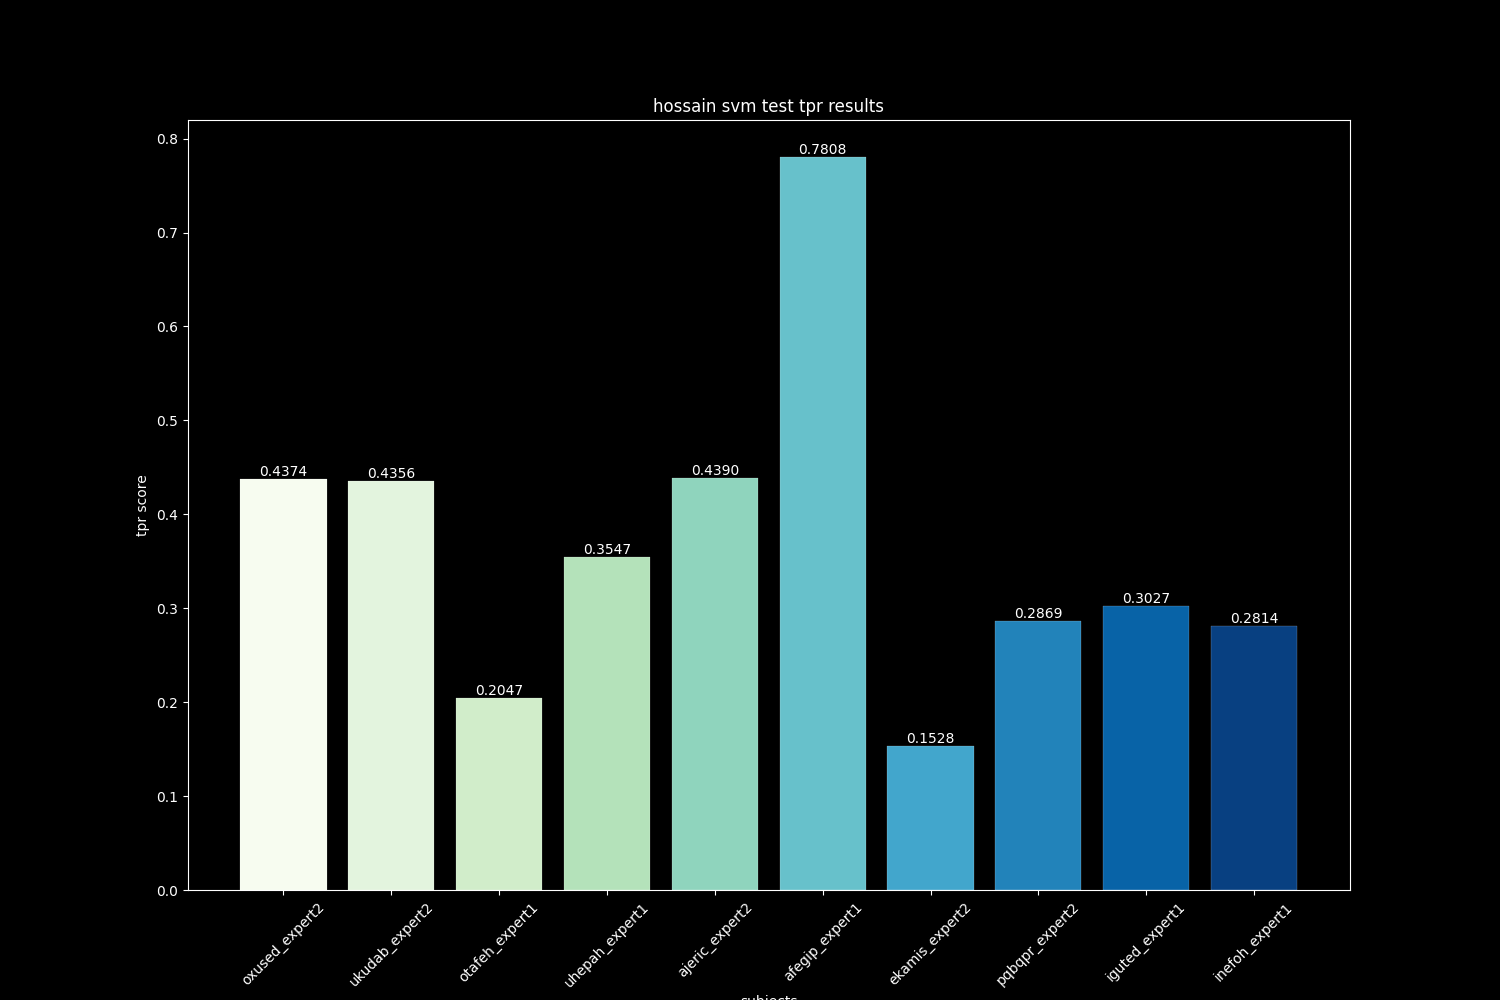 hossain svm test tpr results
0.8
0.7
0.6
0.5
0.4
0.3
0.2
0.1
0.0
tpr score
0.4374
0.4356
0.2047
0.3547
0.4390
0.7808
0.1528
0.2869
0.3027
0.2814
oxused_expert2
ukudab_expert2
otafeh_expert1
uhepah_expert1
ajeric_expert2
afegip_expert1
ekamis_expert2
pqbqpr_expert2
iguted_expert1
inefoh_expert1
subjects